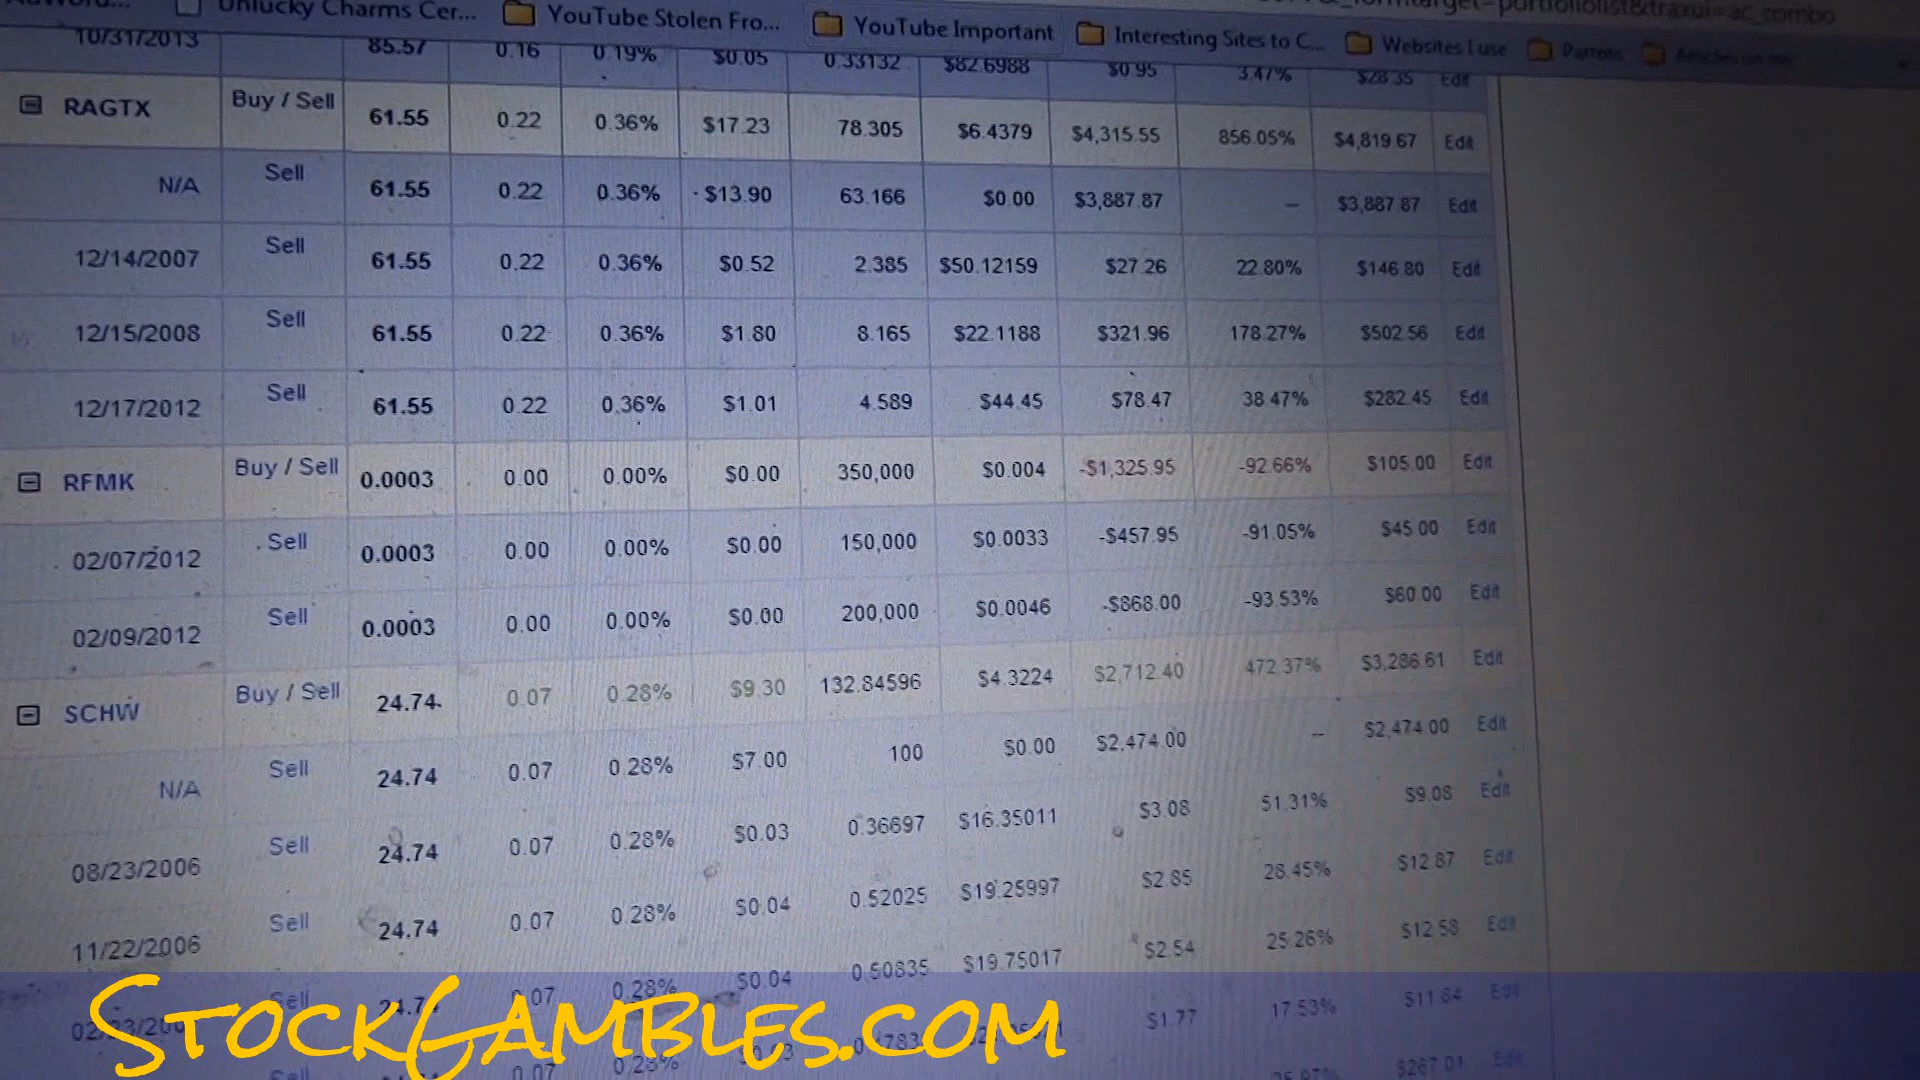 Unlucky Charms Cer... YouTube Stolen Fro... YouTube Important Interesting Sites to C... Websites I use Parrots
10/31/2013 85.57 0.16 0.19% $0.05 0.33132 $82.6988 $0.95 3.47% $28.35 Edit
RAGTX Buy / Sell 61.55 0.22 0.36% $17.23 78.305 $6.4379 $4,315.55 856.05% $4,819.67 Edit
N/A Sell 61.55 0.22 0.36% $13.90 63.166 $0.00 $3,887.87 – $3,887.87 Edit
12/14/2007 Sell 61.55 0.22 0.36% $0.52 2.385 $50.12159 $27.26 22.80% $146.80 Edit
12/15/2008 Sell 61.55 0.22 0.36% $1.80 8.165 $22.1188 $321.96 178.27% $502.56 Edit
12/17/2012 Sell 61.55 0.22 0.36% $1.01 4.589 $44.45 $78.47 38.47% $282.45 Edit
RFMK Buy / Sell 0.0003 0.00 0.00% $0.00 350,000 $0.004 -$1,325.95 -92.66% $105.00 Edit
02/07/2012 Sell 0.0003 0.00 0.00% $0.00 150,000 $0.0033 -$457.95 -91.05% $45.00 Edit
02/09/2012 Sell 0.0003 0.00 0.00% $0.00 200,000 $0.0046 -$868.00 -93.53% $60.00 Edit
SCHW Buy / Sell 24.74 0.07 0.28% $9.30 132.84596 $4.3224 $2,712.40 472.37% $3,286.61 Edit
N/A Sell 24.74 0.07 0.28% $7.00 100 $0.00 $2,474.00 – $2,474.00 Edit
08/23/2006 Sell 24.74 0.07 0.28% $0.03 0.36697 $16.35011 $3.08 51.31% $9.08 Edit
11/22/2006 Sell 24.74 0.07 0.28% $0.04 0.52025 $19.25997 $2.85 28.45% $12.87 Edit
Sell 0.07 0.28% $0.04 0.50835 $19.75017 $2.54 25.26% $12.58 Edit
0.07 0.28% $1.77 17.53% $11.84 Edit
$267.01 Edit
StockGambles.com